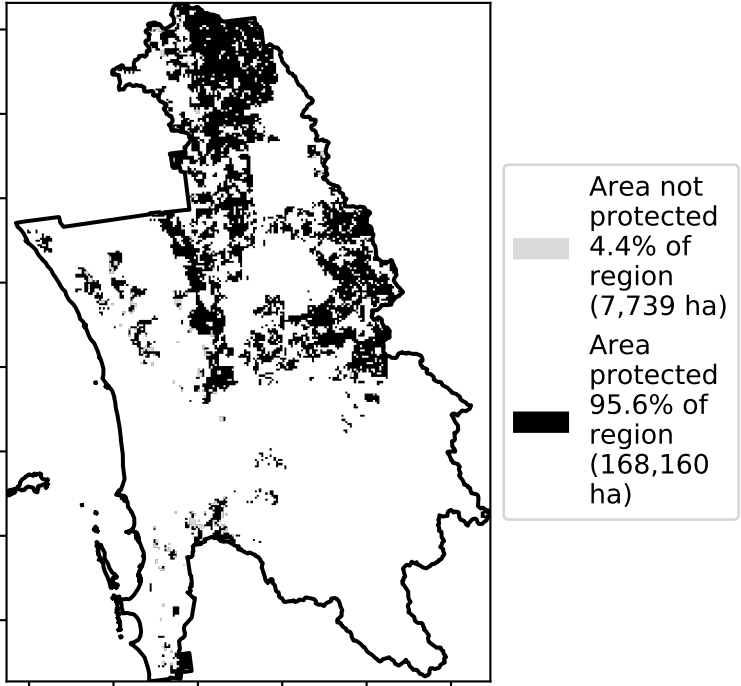 Area not
protected
4.4% of
region
(7,739 ha)
Area
protected
95.6% of
region
(168,160
ha)